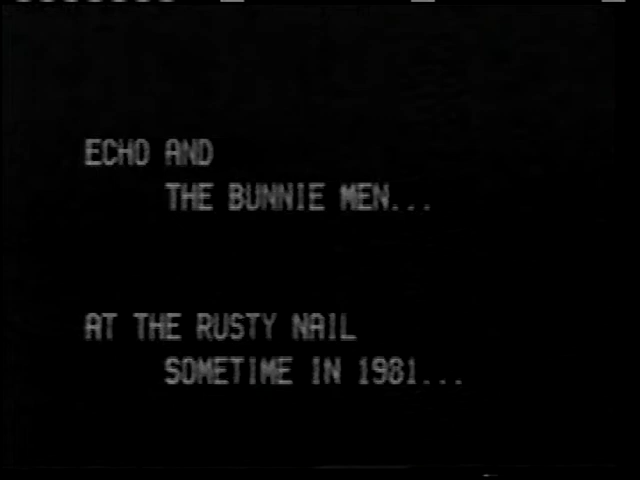 ECHO AND
THE BUNNIE MEN...
AT THE RUSTY NAIL
SOMETIME IN 1981...